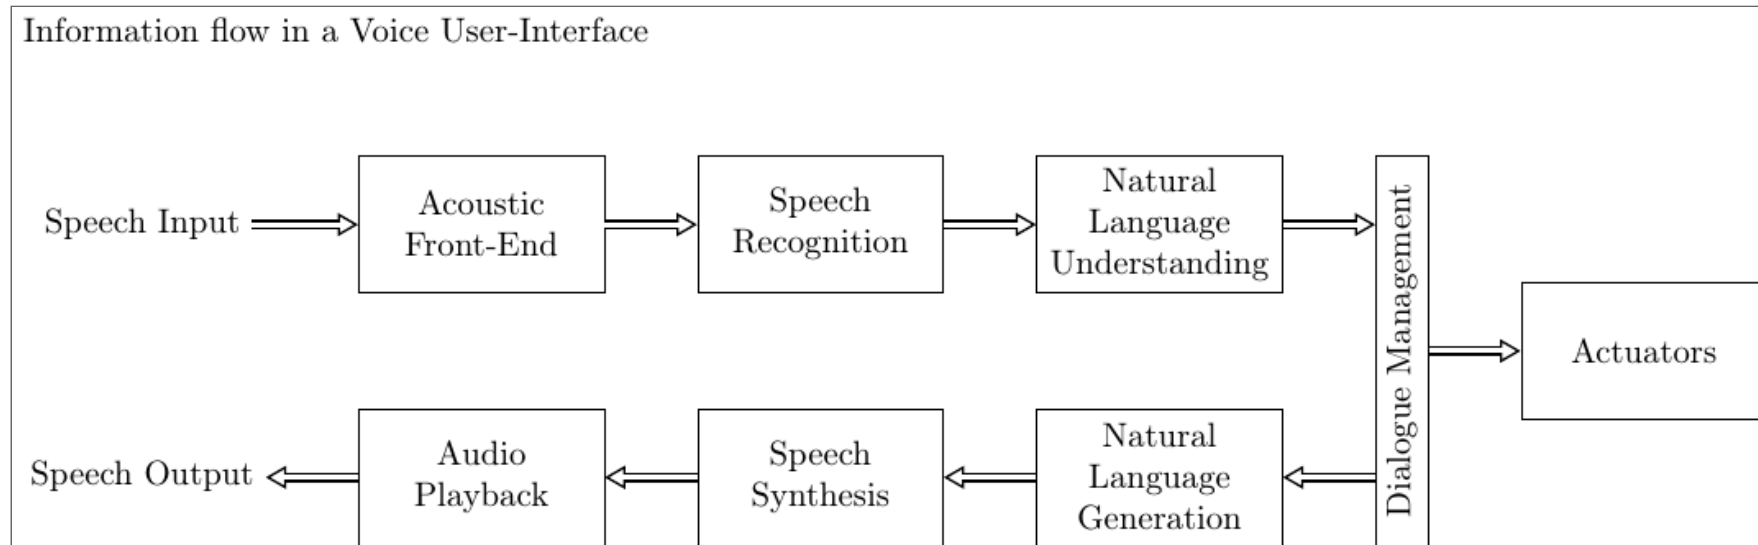 Information flow in a Voice User-Interface
Speech Input
Acoustic
Front-End
Speech
Recognition
Natural
Language
Understanding
Dialogue Management
Actuators
Speech Output
Audio
Playback
Speech
Synthesis
Natural
Language
Generation